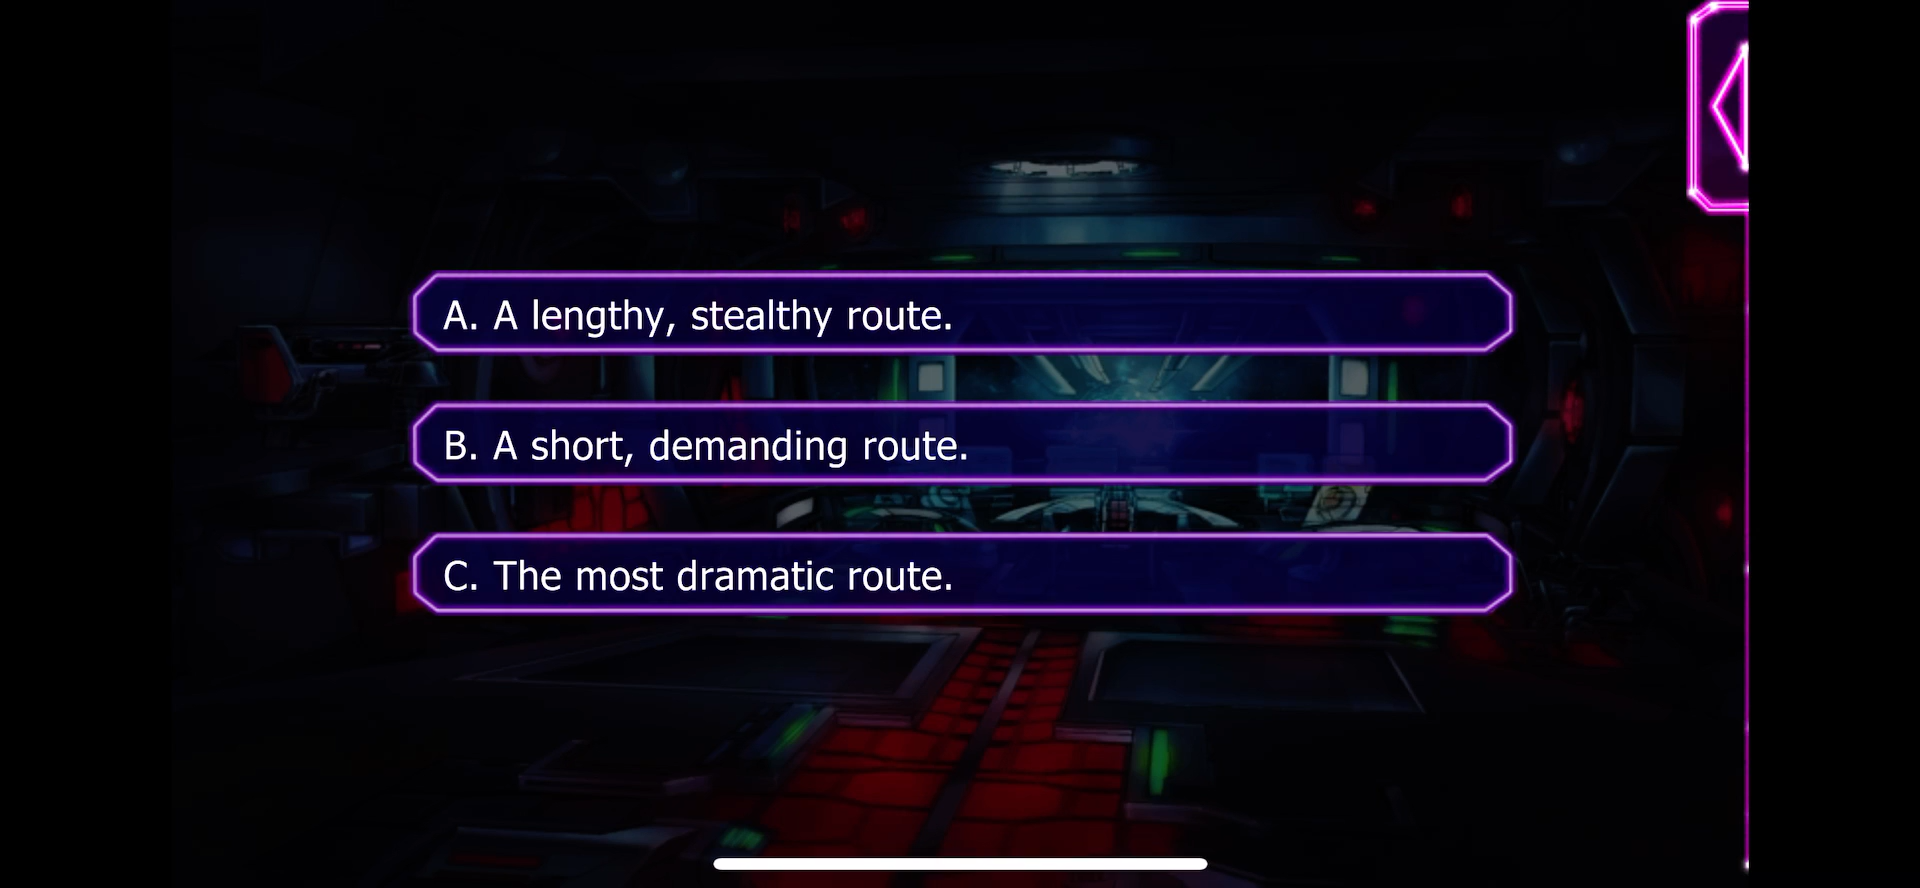 A. A lengthy, stealthy route.
B. A short, demanding route.
C. The most dramatic route.